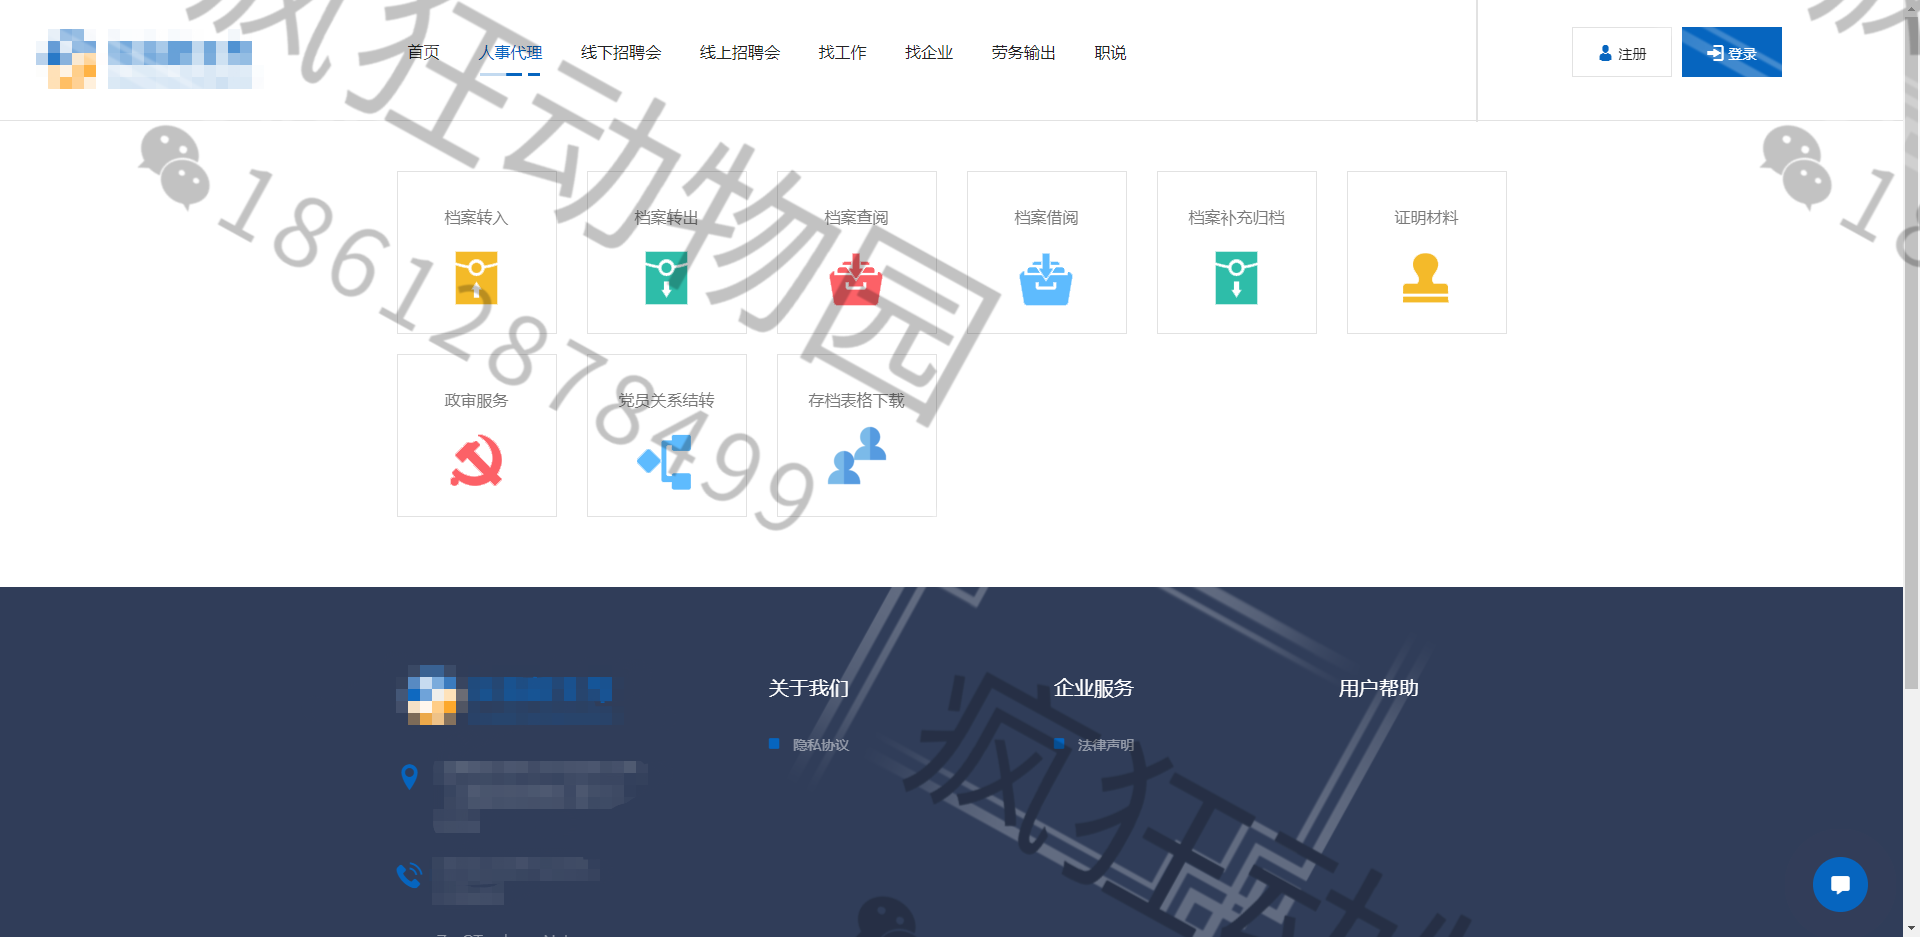 首页 人事代理 线下招聘会 线上招聘会 找工作 找企业 劳务输出 职说 注册 登录
疯狂动物园
18612878499
档案转入 档案转出 档案查阅 档案借阅 档案补充归档 证明材料
政审服务 党员关系结转 存档表格下载
关于我们 企业服务 用户帮助
隐私协议 法律声明
疯狂动物